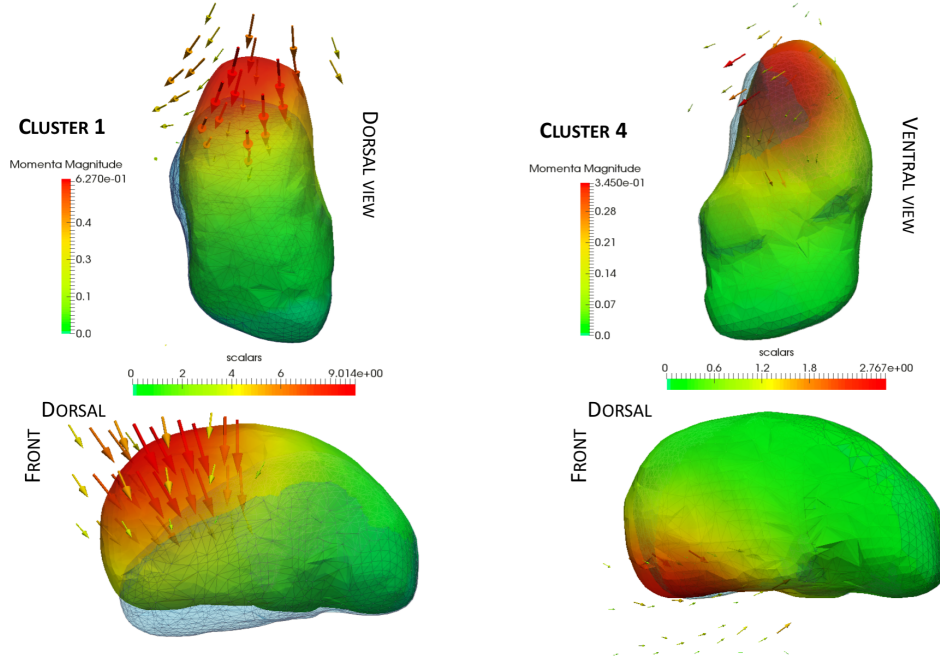 CLUSTER 1
Momenta Magnitude
6.270e-01
0.4
0.3
0.1
0.0
DORSAL VIEW
CLUSTER 4
Momenta Magnitude
3.450e-01
0.28
0.21
0.14
0.07
0.0
VENTRAL VIEW
scalars
0 2 4 6 9.014e+00
DORSAL
FRONT
scalars
0 0.6 1.2 1.8 2.767e+00
DORSAL
FRONT